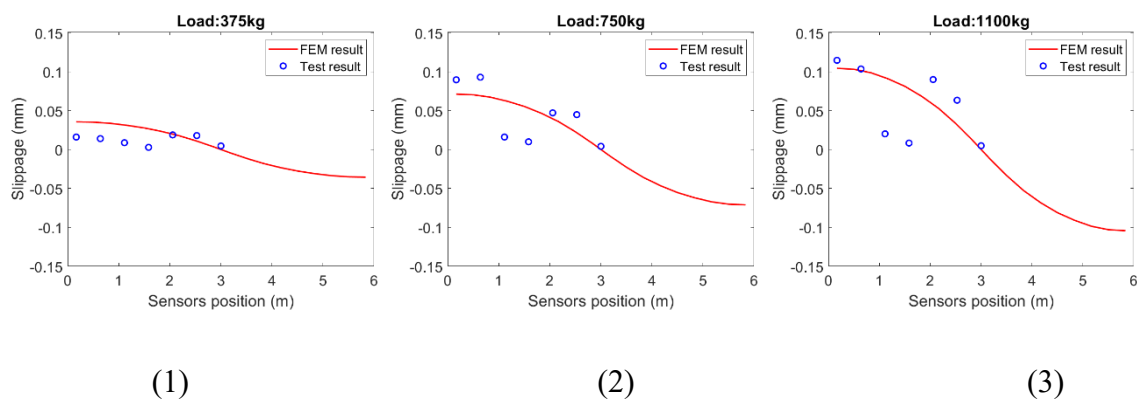 Load:375kg
0.15
0.1
0.05
0
-0.05
-0.1
-0.15
Slippage (mm)
FEM result
Test result
0 1 2 3 4 5 6
Sensors position (m)
(1)
Load:750kg
0.15
0.1
0.05
0
-0.05
-0.1
-0.15
Slippage (mm)
FEM result
Test result
0 1 2 3 4 5 6
Sensors position (m)
(2)
Load:1100kg
0.15
0.1
0.05
0
-0.05
-0.1
-0.15
Slippage (mm)
FEM result
Test result
0 1 2 3 4 5 6
Sensors position (m)
(3)